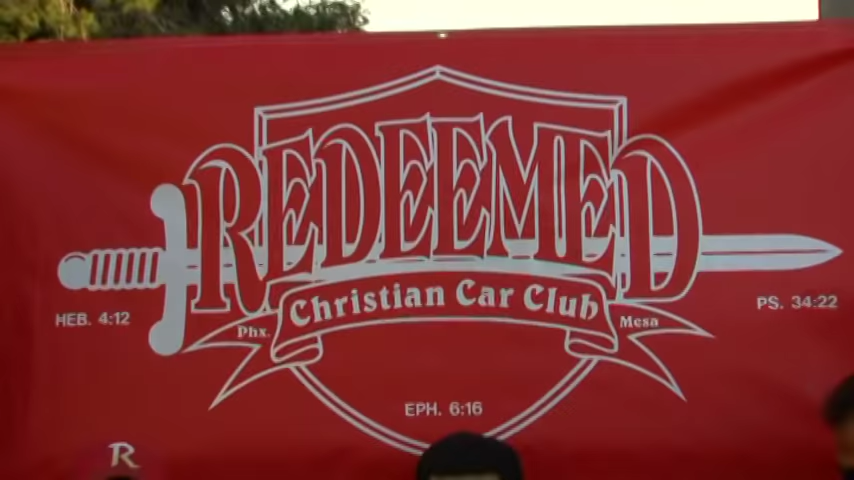 REDEEMED
Christian Car Club
Phx.
Mesa
HEB. 4:12
PS. 34:22
EPH. 6:16
R